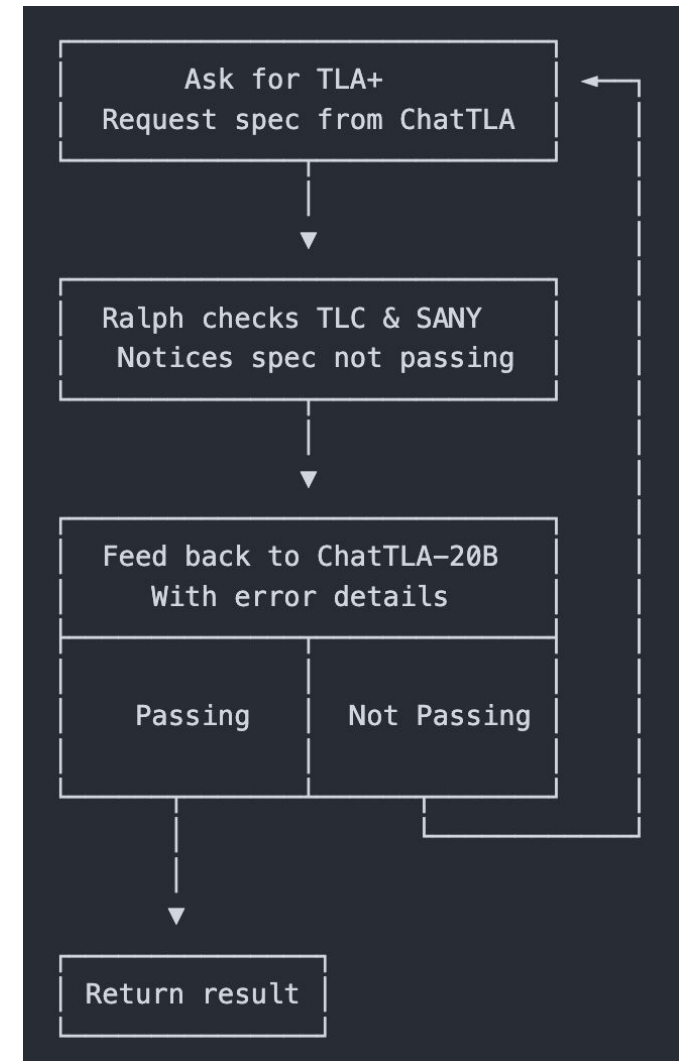 Ask for TLA+
Request spec from ChatTLA
Ralph checks TLC & SANY
Notices spec not passing
Feed back to ChatTLA-20B
With error details
Passing
Not Passing
Return result